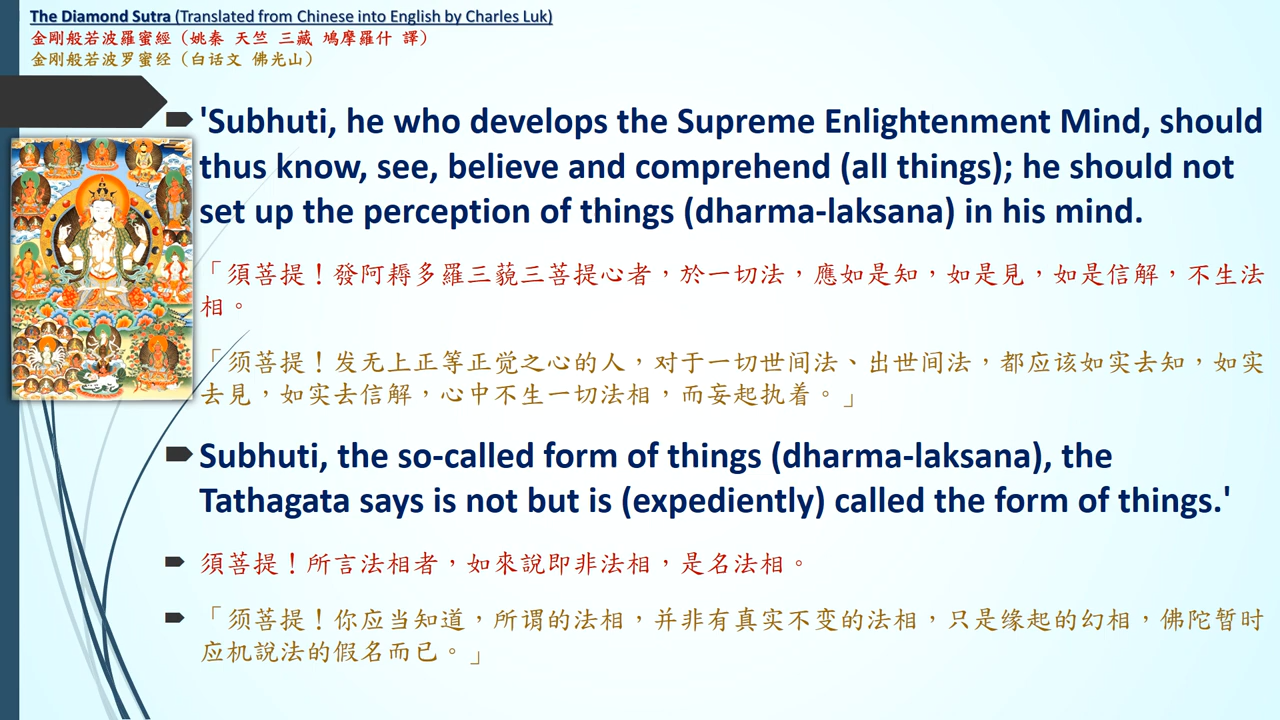 The Diamond Sutra (Translated from Chinese into English by Charles Luk)
金剛般若波羅蜜經（姚秦 天竺 三藏 鳩摩羅什 譯）
金剛般若波罗蜜经（白话文 佛光山）
'Subhuti, he who develops the Supreme Enlightenment Mind, should
thus know, see, believe and comprehend (all things); he should not
set up the perception of things (dharma-laksana) in his mind.
「須菩提！發阿耨多羅三藐三菩提心者，於一切法，應如是知，如是見，如是信解，不生法
相。
「须菩提！发无上正等正觉之心的人，对于一切世间法、出世间法，都应该如实去知，如实
去見，如实去信解，心中不生一切法相，而妄起执着。」
Subhuti, the so-called form of things (dharma-laksana), the
Tathagata says is not but is (expediently) called the form of things.'
須菩提！所言法相者，如來說即非法相，是名法相。
「须菩提！你应当知道，所谓的法相，并非有真实不变的法相，只是缘起的幻相，佛陀暂时
应机說法的假名而已。」